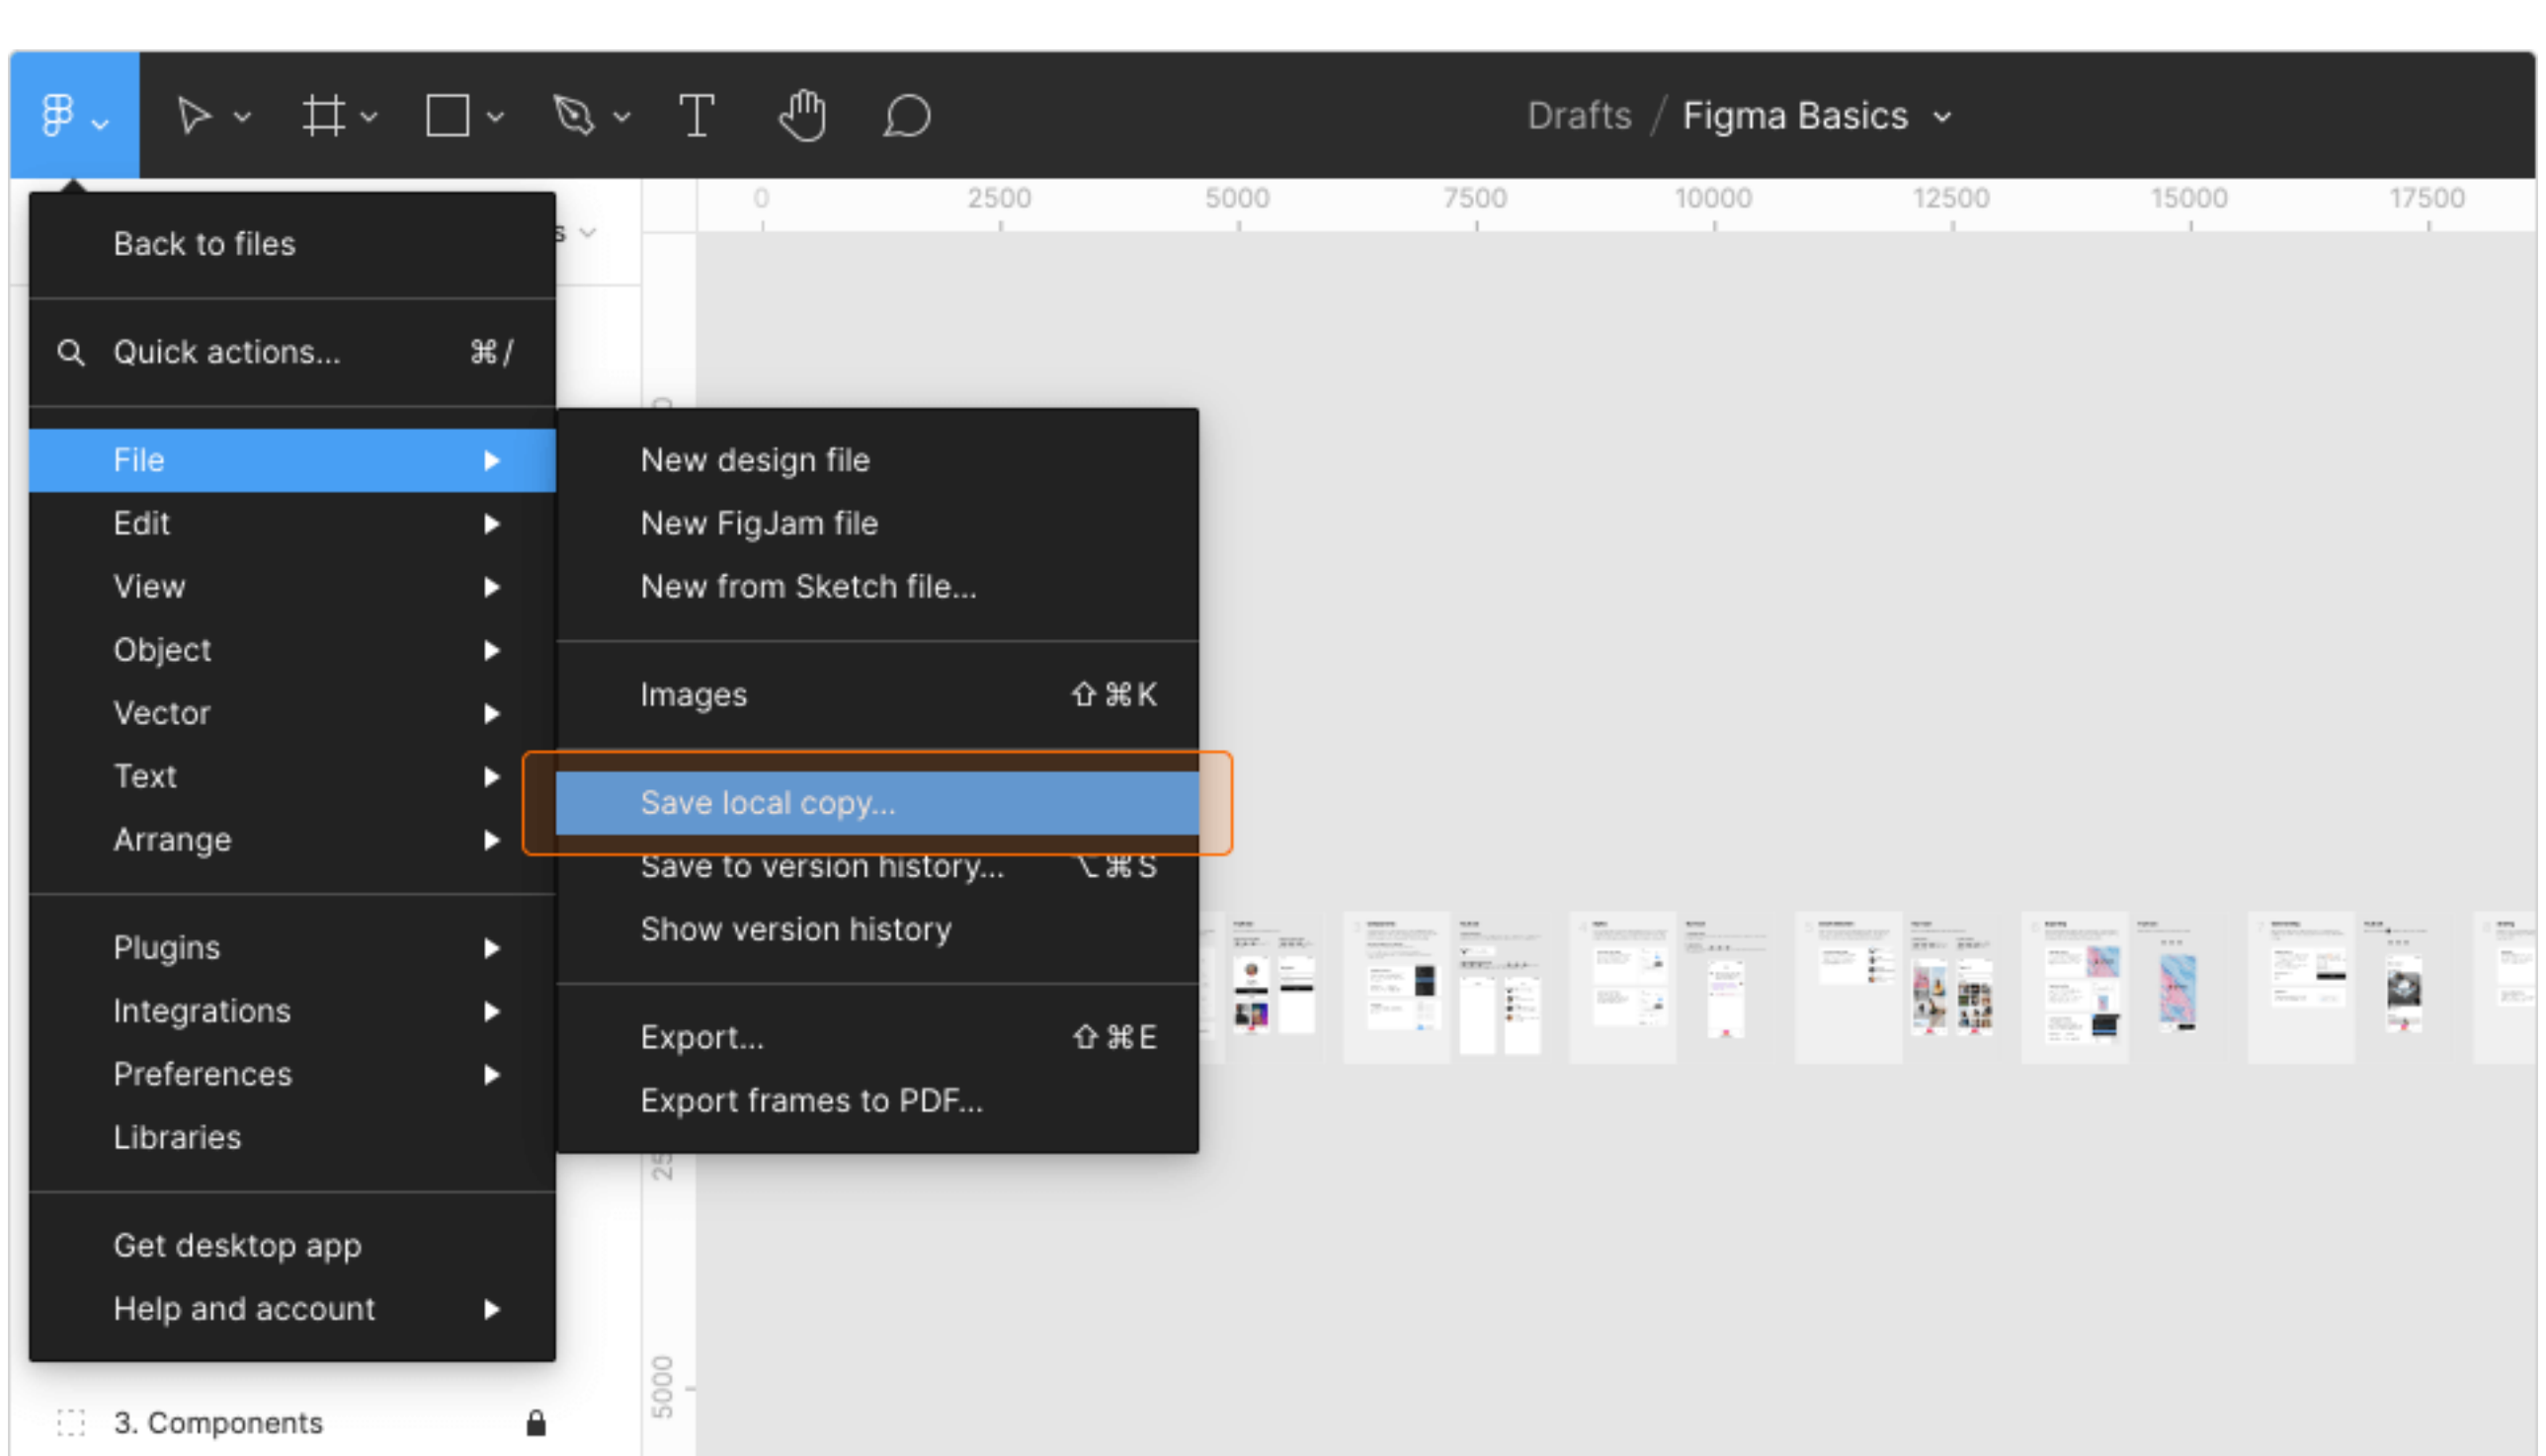 Drafts / Figma Basics
0 2500 5000 7500 10000 12500 15000 17500
Back to files
Quick actions... ⌘/
File
Edit
View
Object
Vector
Text
Arrange
Plugins
Integrations
Preferences
Libraries
Get desktop app
Help and account
New design file
New FigJam file
New from Sketch file...
Images ⇧⌘K
Save local copy...
Save to version history... ⌥⌘S
Show version history
Export... ⇧⌘E
Export frames to PDF...
5000
3. Components